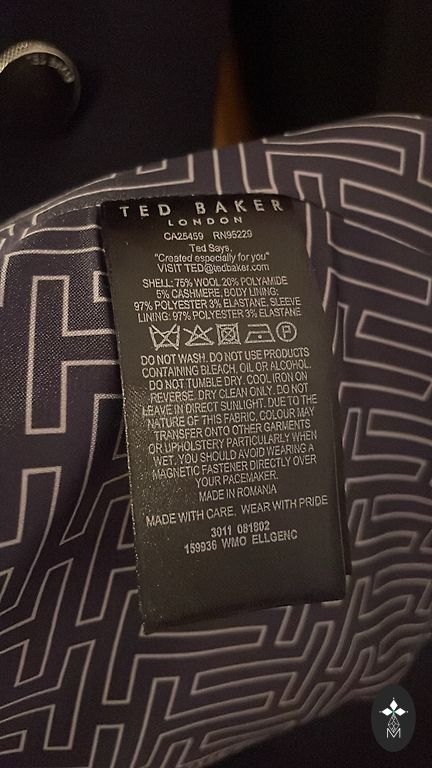 TED BAKER
LONDON
CA25459 RN95229
Ted Says,
"Created especially for you"
VISIT TED@tedbaker.com
SHELL: 75% WOOL 20% POLYAMIDE
5% CASHMERE, BODY LINING:
97% POLYESTER 3% ELASTANE, SLEEVE
LINING: 97% POLYESTER 3% ELASTANE
P
DO NOT WASH. DO NOT USE PRODUCTS
CONTAINING BLEACH, OIL OR ALCOHOL.
DO NOT TUMBLE DRY. COOL IRON ON
REVERSE. DRY CLEAN ONLY. DO NOT
LEAVE IN DIRECT SUNLIGHT. DUE TO THE
NATURE OF THIS FABRIC, COLOUR MAY
TRANSFER ONTO OTHER GARMENTS
OR UPHOLSTERY PARTICULARLY WHEN
WET. YOU SHOULD AVOID WEARING A
MAGNETIC FASTENER DIRECTLY OVER
YOUR PACEMAKER.
MADE IN ROMANIA
MADE WITH CARE, WEAR WITH PRIDE
3011 081802
159936 WMO ELLGENC
M